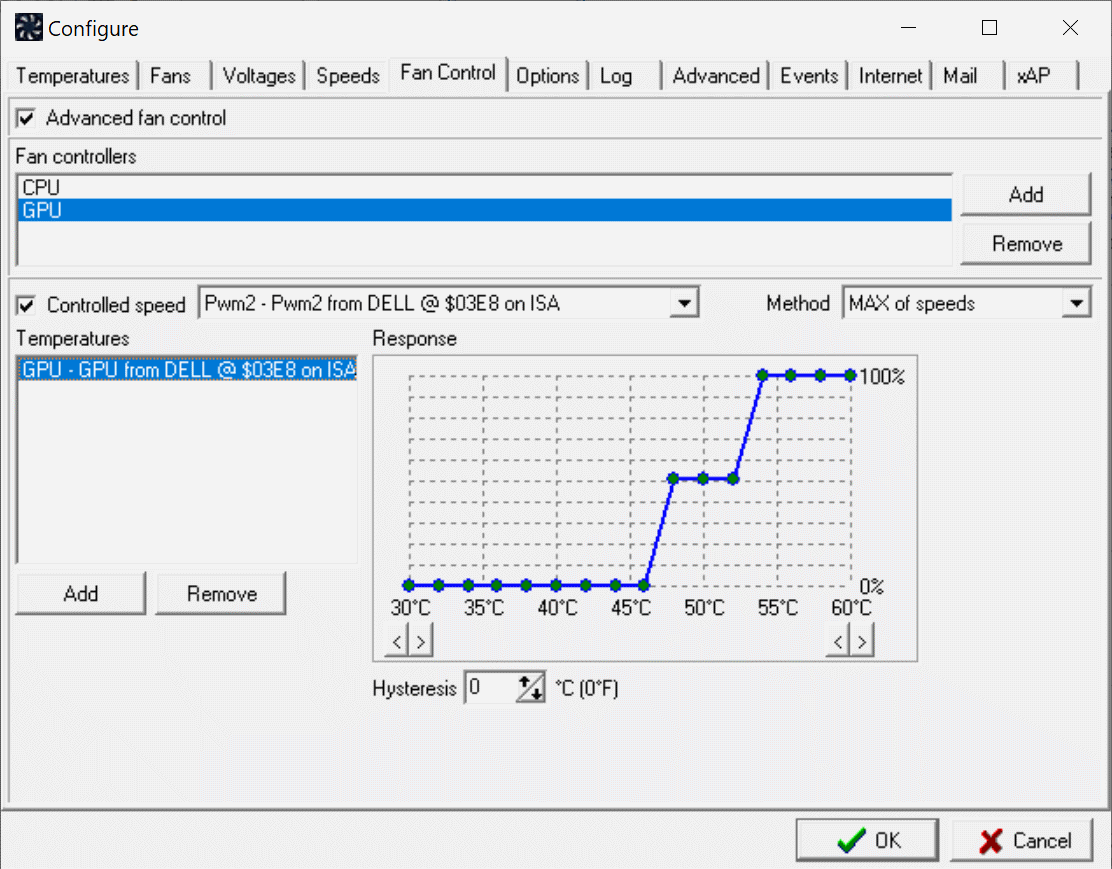 Configure
Temperatures Fans Voltages Speeds Fan Control Options Log Advanced Events Internet Mail xAP
Advanced fan control
Fan controllers
CPU
GPU
Add
Remove
Controlled speed Pwm2 - Pwm2 from DELL @ $03E8 on ISA Method MAX of speeds
Temperatures Response
GPU - GPU from DELL @ $03E8 on ISA
100%
0%
30°C 35°C 40°C 45°C 50°C 55°C 60°C
Add Remove
< > < >
Hysteresis 0 °C (0°F)
OK Cancel